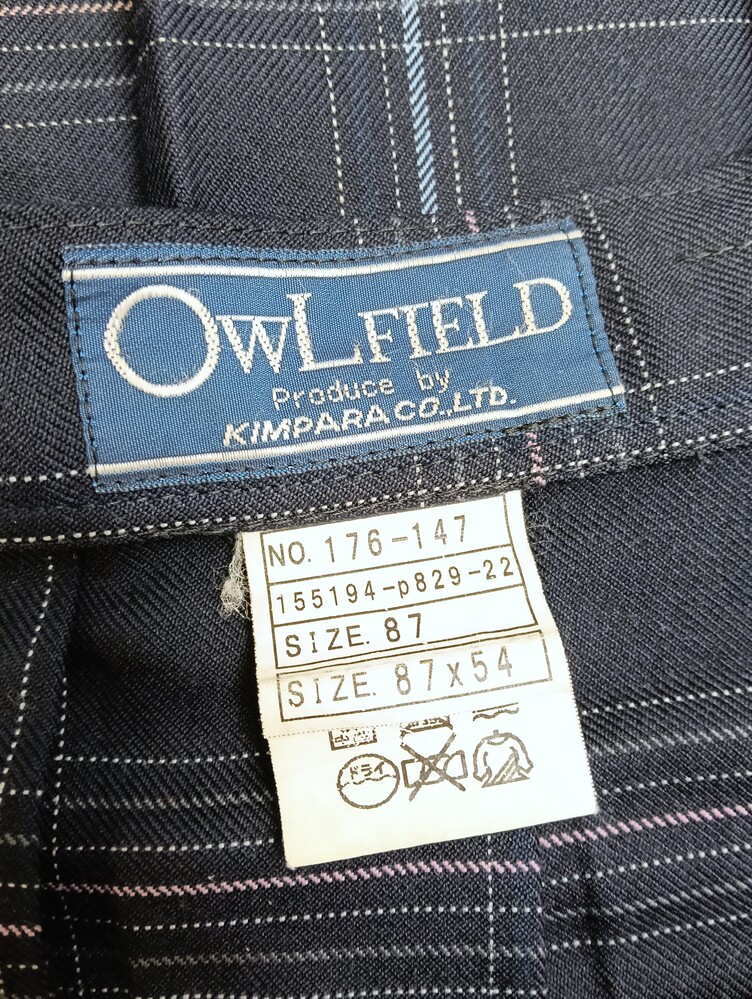 OWLFIELD
Produce by
KIMPARA CO.,LTD.
NO. 176-147
155194-p829-22
SIZE. 87
SIZE. 87x54
ドライ